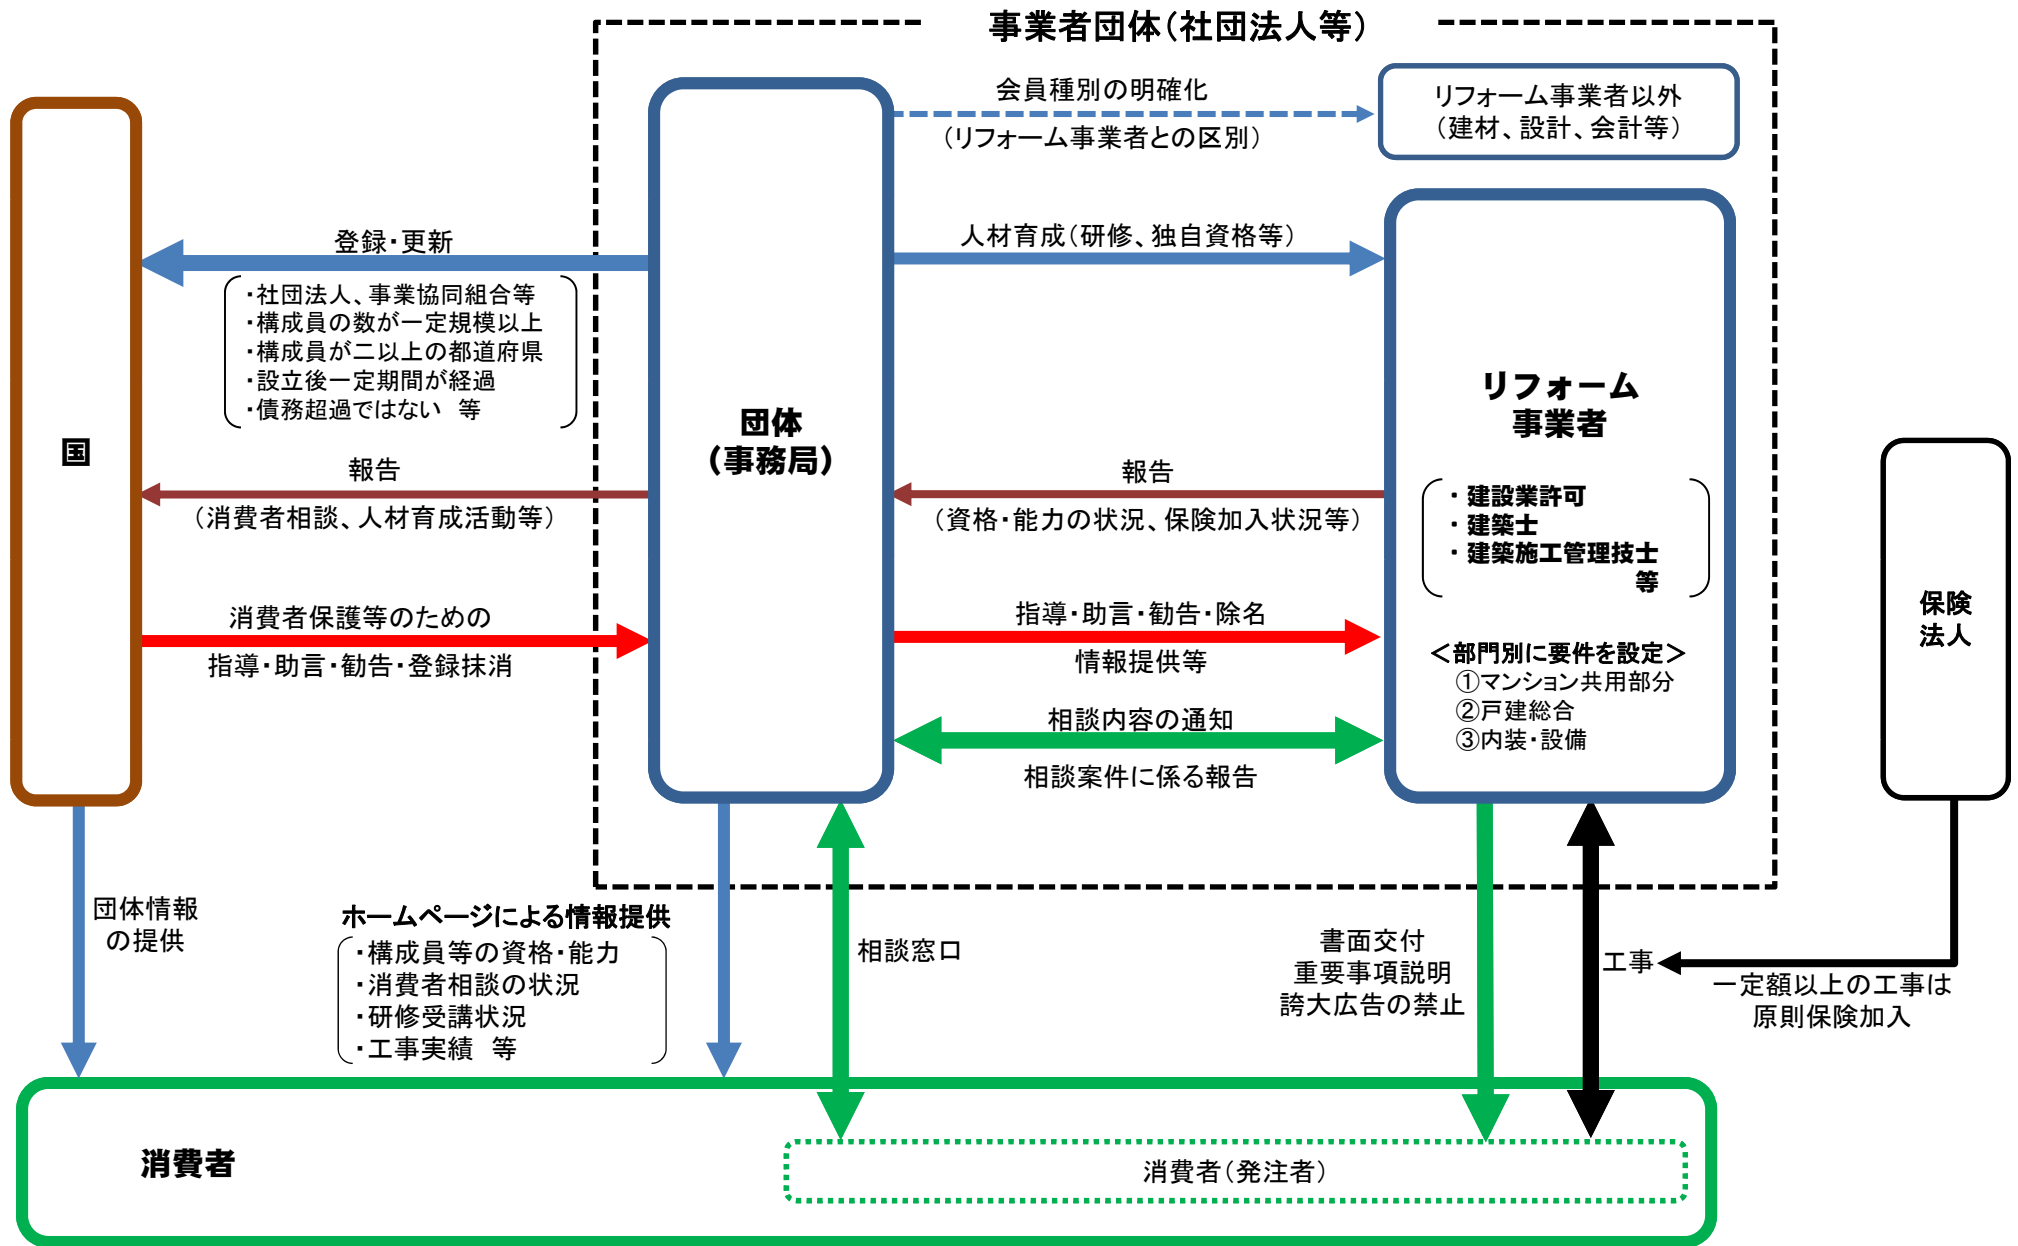 事業者団体（社団法人等）
会員種別の明確化
（リフォーム事業者との区別）
リフォーム事業者以外
（建材、設計、会計等）
登録・更新
・社団法人、事業協同組合等
・構成員の数が一定規模以上
・構成員が二以上の都道府県
・設立後一定期間が経過
・債務超過ではない　等
人材育成（研修、独自資格等）
国
団体
（事務局）
リフォーム
事業者
・建設業許可
・建築士
・建築施工管理技士
等
＜部門別に要件を設定＞
①マンション共用部分
②戸建総合
③内装・設備
報告
（消費者相談、人材育成活動等）
報告
（資格・能力の状況、保険加入状況等）
消費者保護等のための
指導・助言・勧告・登録抹消
指導・助言・勧告・除名
情報提供等
相談内容の通知
相談案件に係る報告
保険
法人
団体情報
の提供
ホームページによる情報提供
・構成員等の資格・能力
・消費者相談の状況
・研修受講状況
・工事実績　等
相談窓口
書面交付
重要事項説明
誇大広告の禁止
工事
一定額以上の工事は
原則保険加入
消費者
消費者（発注者）